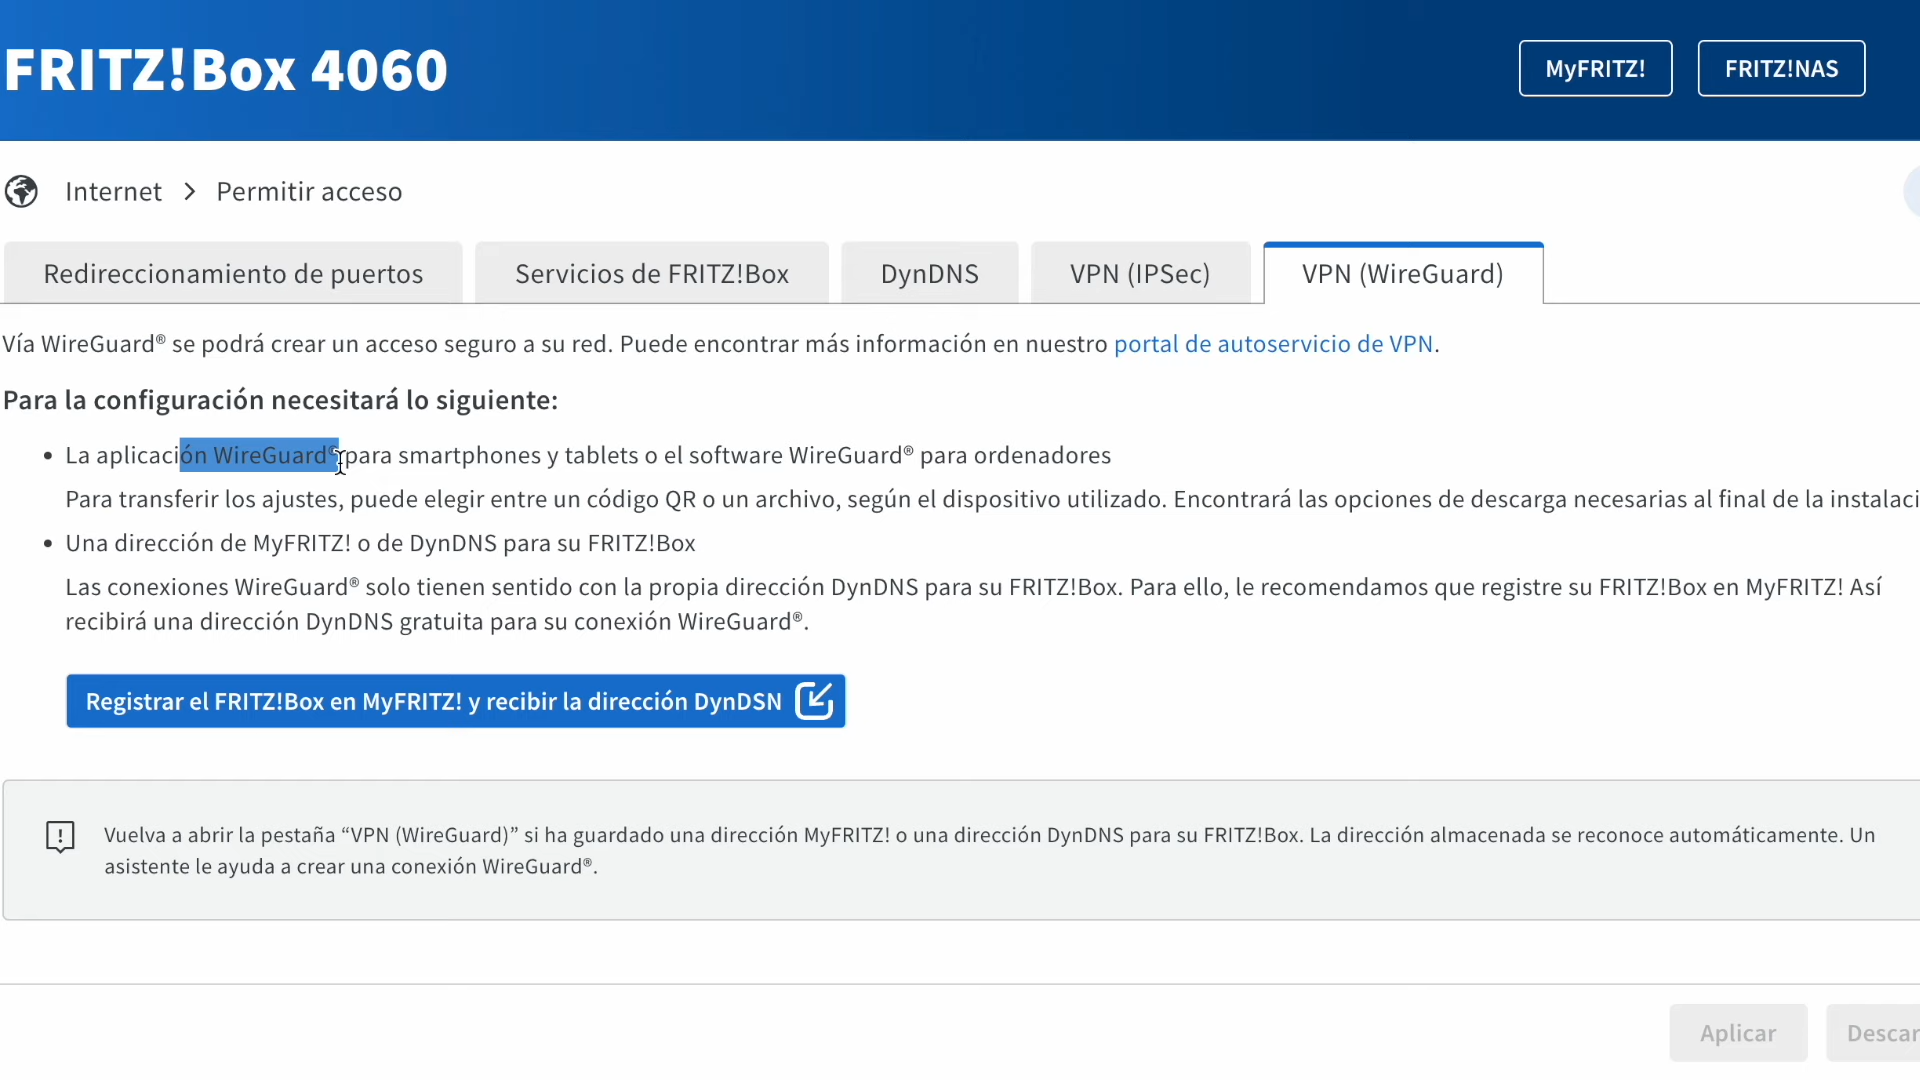 FRITZ!Box 4060
MyFRITZ!
FRITZ!NAS
Internet > Permitir acceso
Redireccionamiento de puertos
Servicios de FRITZ!Box
DynDNS
VPN (IPSec)
VPN (WireGuard)
Vía WireGuard® se podrá crear un acceso seguro a su red. Puede encontrar más información en nuestro portal de autoservicio de VPN.
Para la configuración necesitará lo siguiente:
• La aplicación WireGuard® para smartphones y tablets o el software WireGuard® para ordenadores
Para transferir los ajustes, puede elegir entre un código QR o un archivo, según el dispositivo utilizado. Encontrará las opciones de descarga necesarias al final de la instalaci
• Una dirección de MyFRITZ! o de DynDNS para su FRITZ!Box
Las conexiones WireGuard® solo tienen sentido con la propia dirección DynDNS para su FRITZ!Box. Para ello, le recomendamos que registre su FRITZ!Box en MyFRITZ! Así
recibirá una dirección DynDNS gratuita para su conexión WireGuard®.
Registrar el FRITZ!Box en MyFRITZ! y recibir la dirección DynDSN
Vuelva a abrir la pestaña “VPN (WireGuard)” si ha guardado una dirección MyFRITZ! o una dirección DynDNS para su FRITZ!Box. La dirección almacenada se reconoce automáticamente. Un
asistente le ayuda a crear una conexión WireGuard®.
Aplicar
Descar